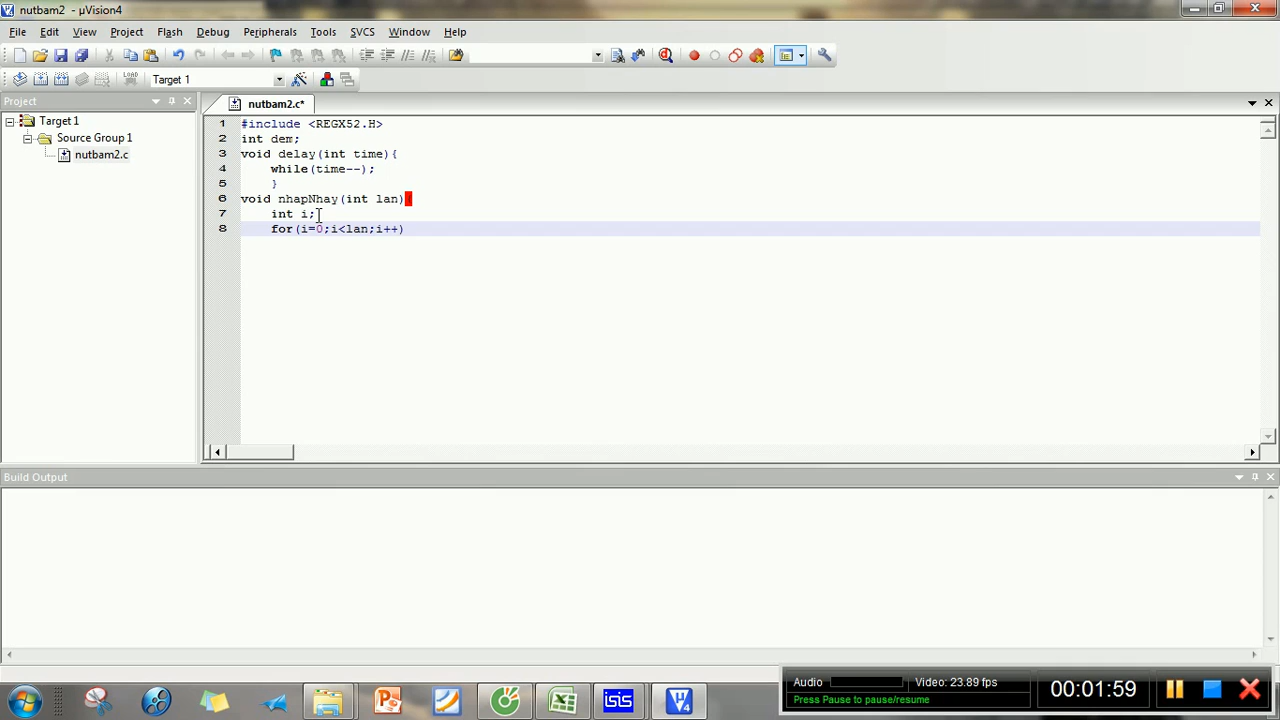 nutbam2 - µVision4
File Edit View Project Flash Debug Peripherals Tools SVCS Window Help
LOAD
Target 1
Project
Target 1
Source Group 1
nutbam2.c
nutbam2.c*
1 #include <REGX52.H>
2 int dem;
3 void delay(int time){
4 while(time--);
5 }
6 void nhapNhay(int lan){
7 int i;
8 for(i=0;i<lan;i++)
Build Output
Audio Video: 23.89 fps
Press Pause to pause/resume
00:01:59
isis